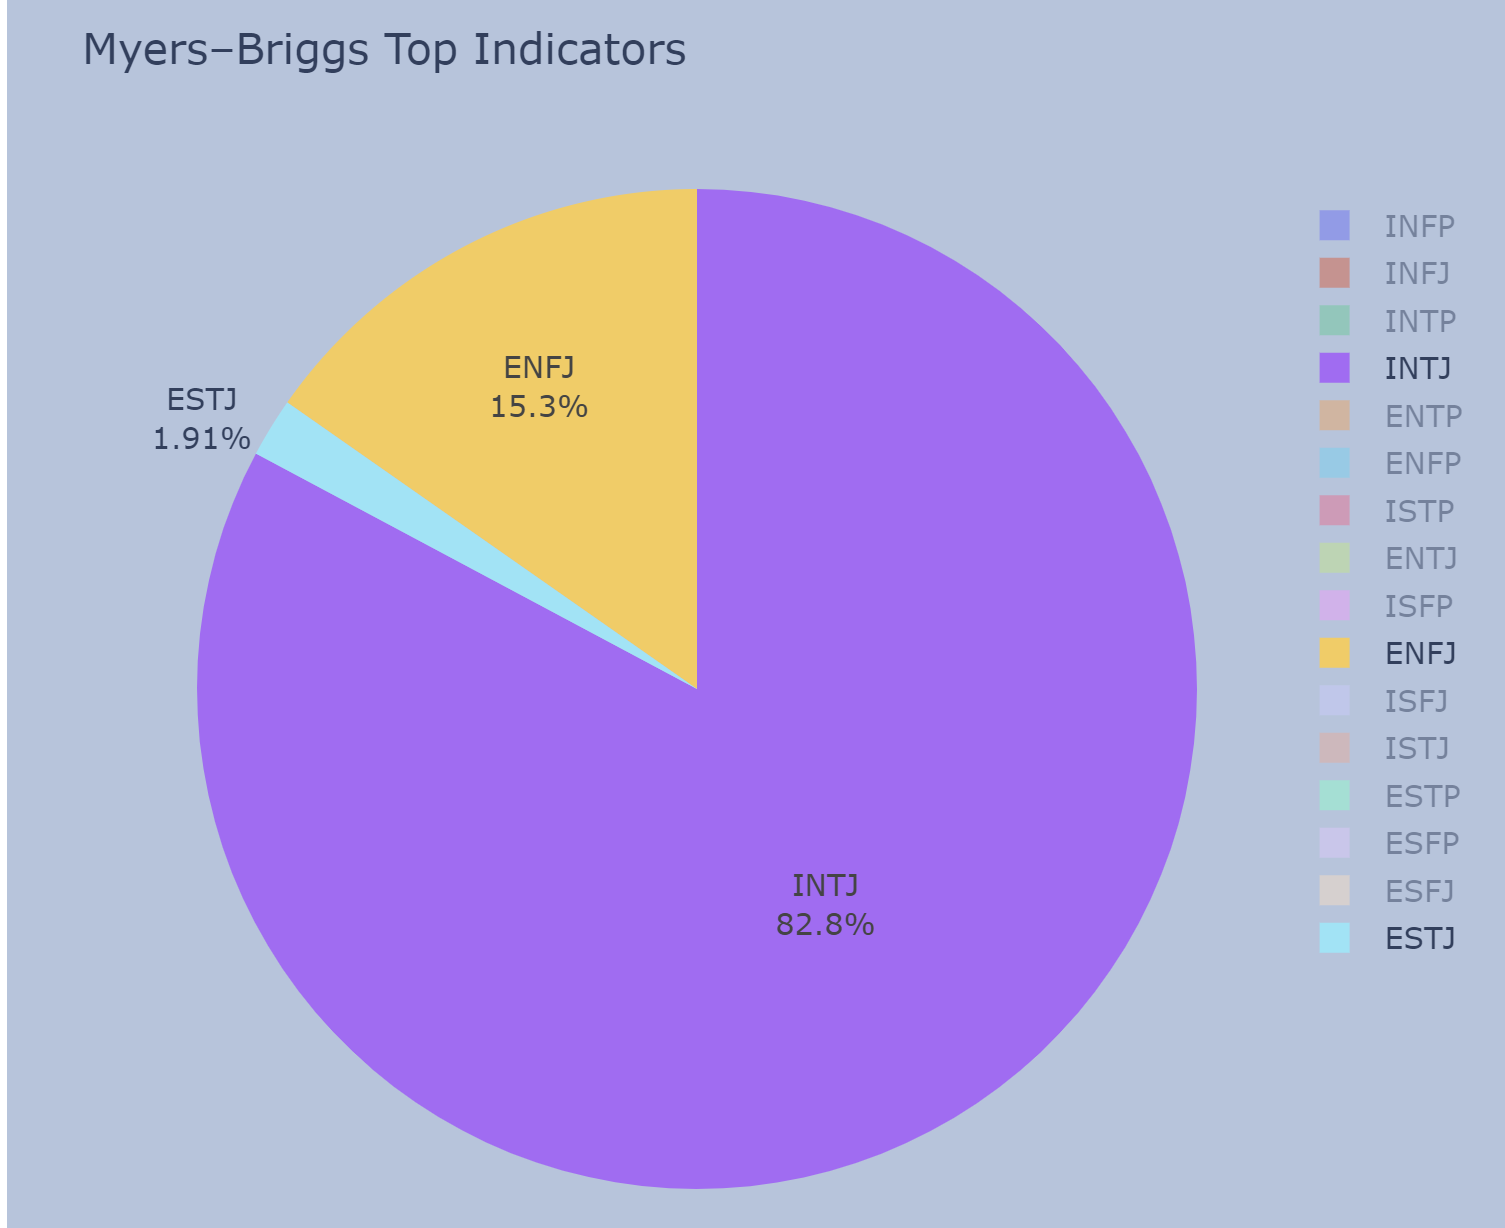 Myers–Briggs Top Indicators
ENFJ
15.3%
ESTJ
1.91%
INTJ
82.8%
INFP
INFJ
INTP
INTJ
ENTP
ENFP
ISTP
ENTJ
ISFP
ENFJ
ISFJ
ISTJ
ESTP
ESFP
ESFJ
ESTJ